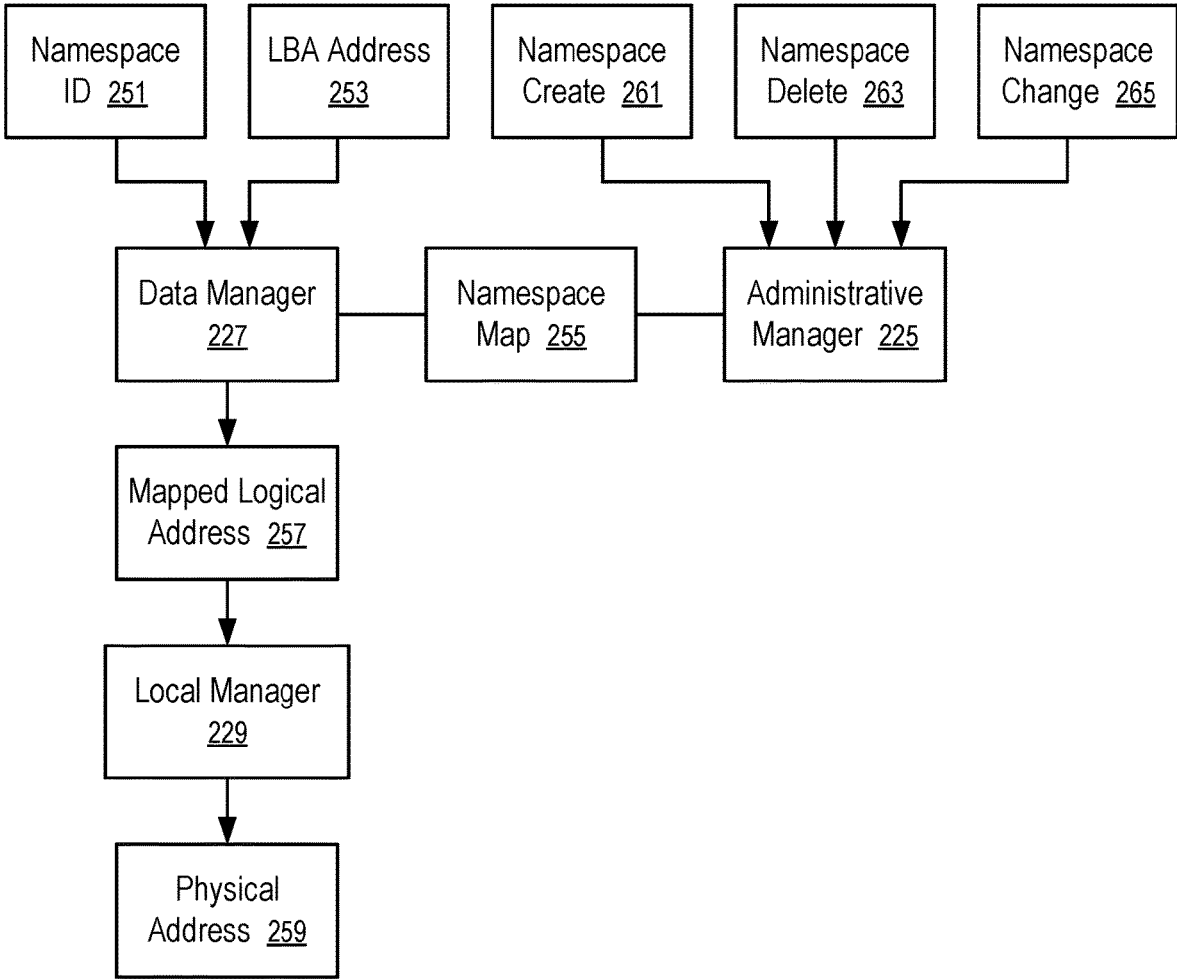 Namespace
ID 251
LBA Address
253
Namespace
Create 261
Namespace
Delete 263
Namespace
Change 265
Data Manager
227
Namespace
Map 255
Administrative
Manager 225
Mapped Logical
Address 257
Local Manager
229
Physical
Address 259